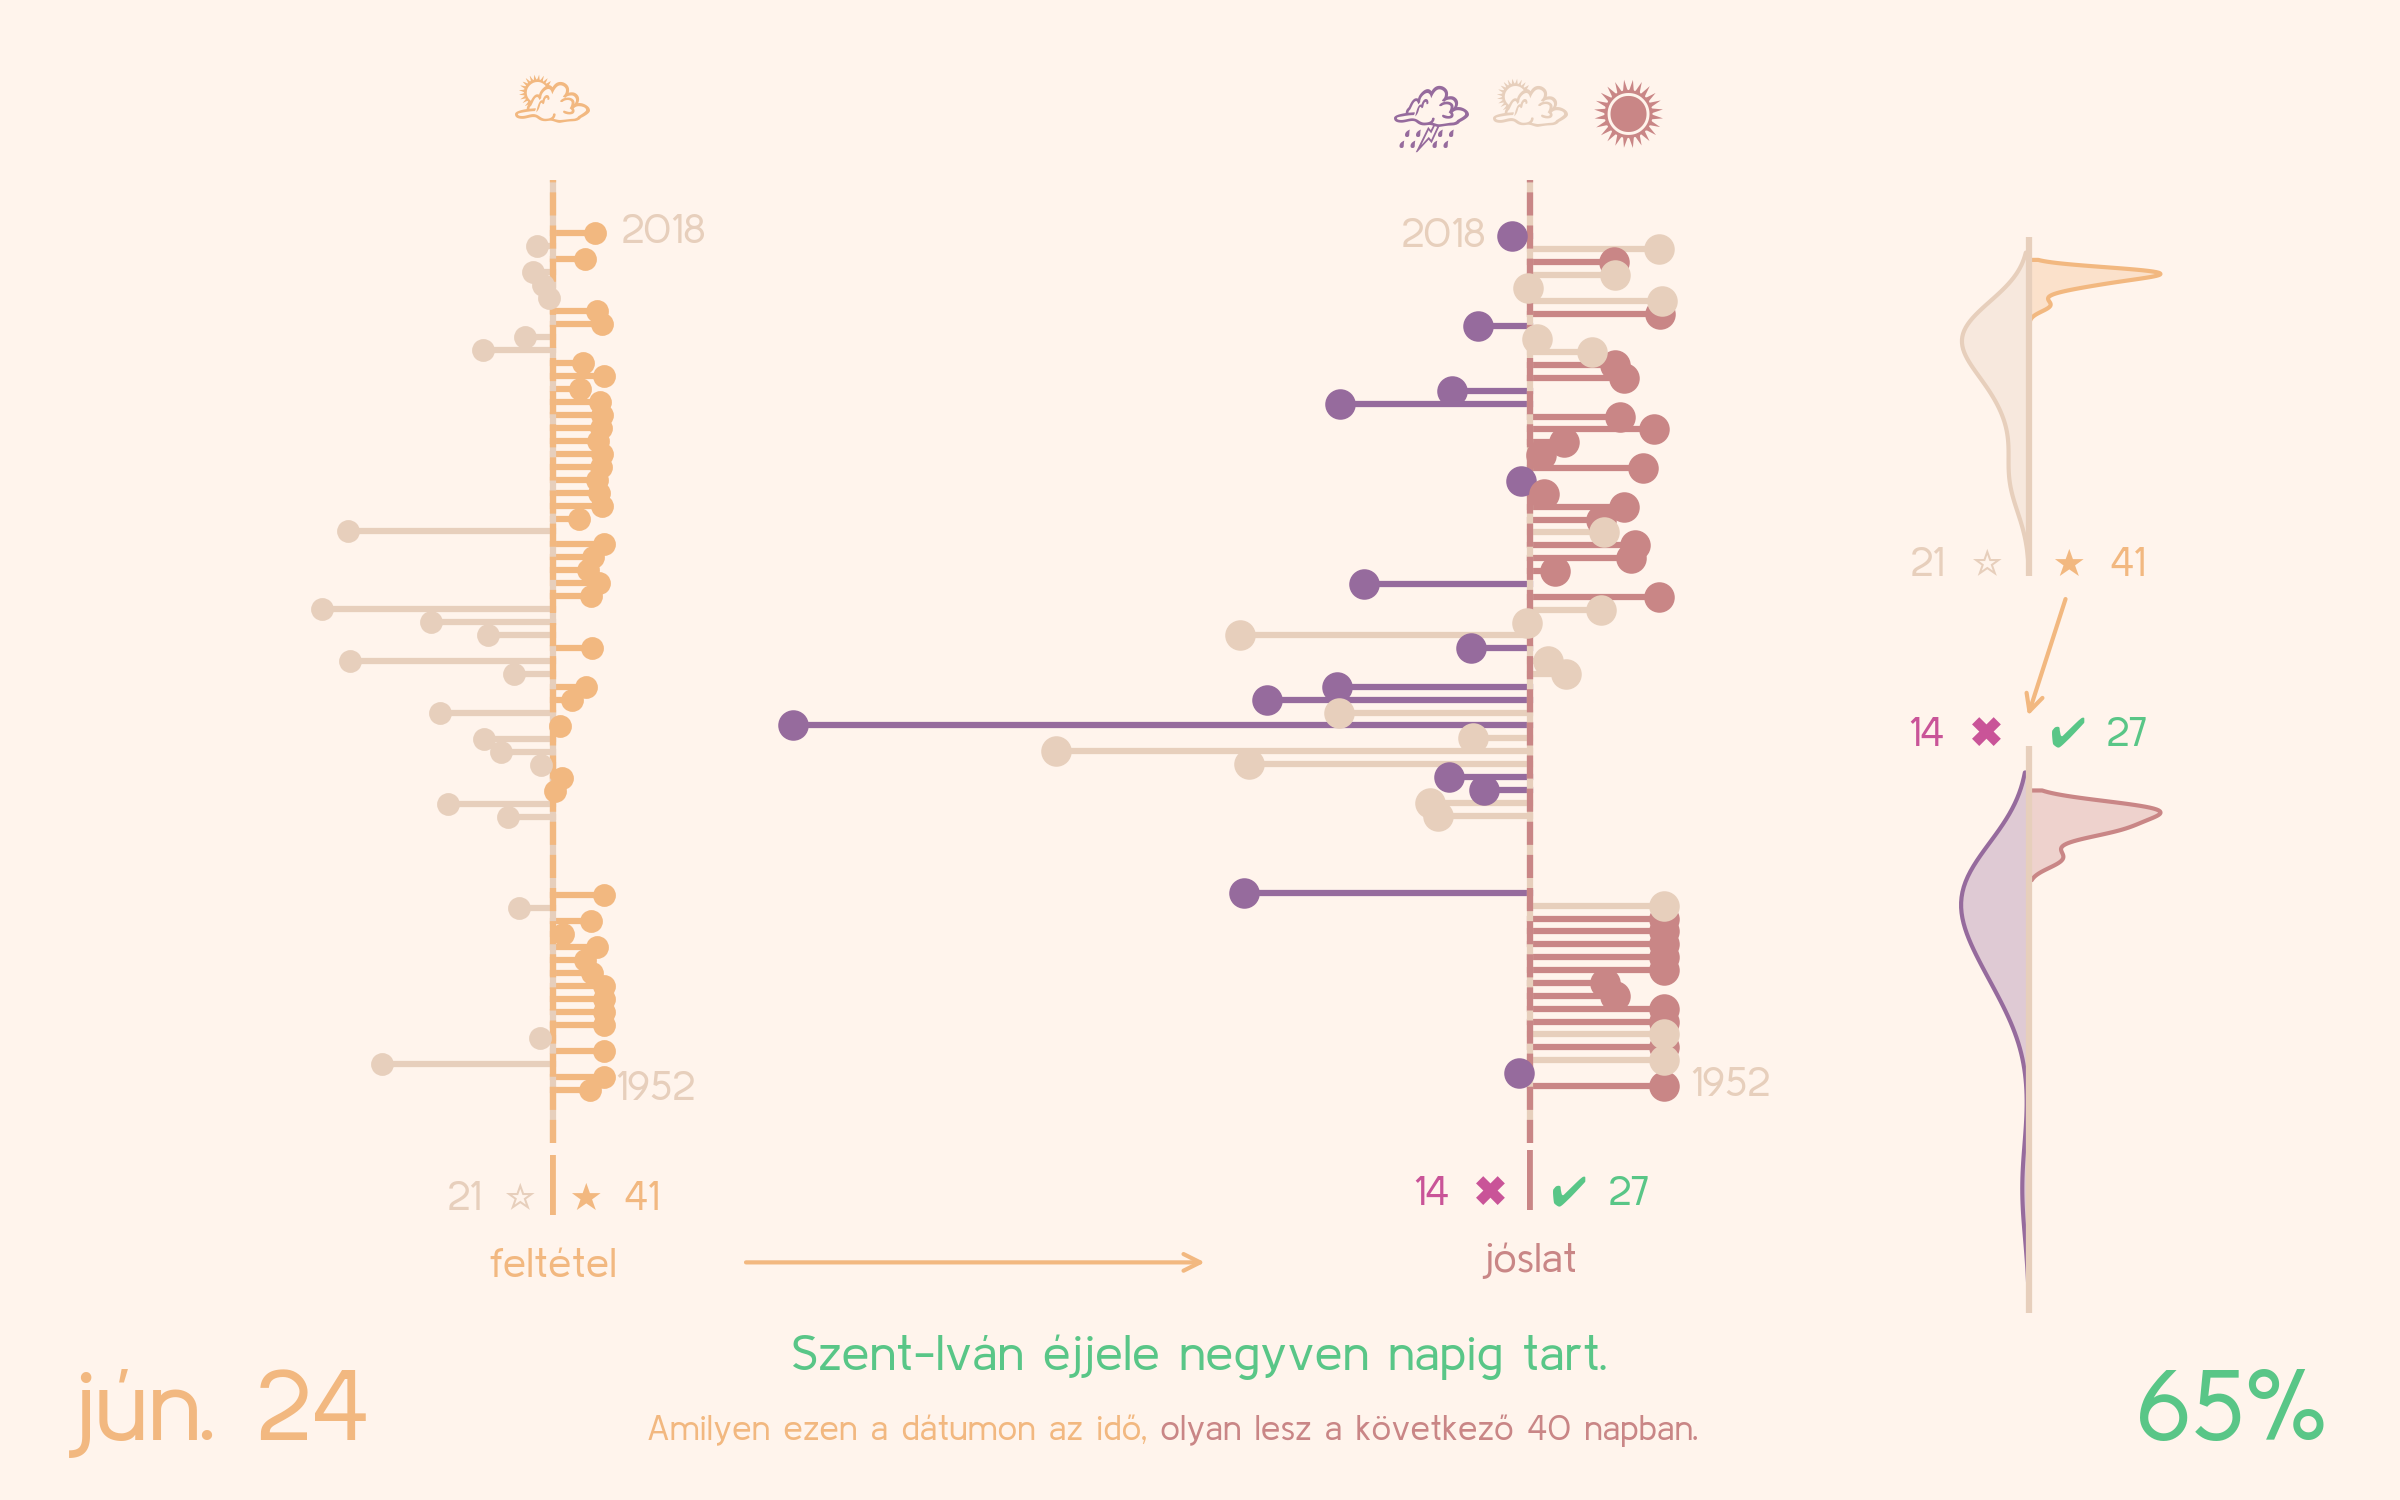 2018
2018
21 ☆ ★ 41
14 ✖ ✔ 27
1952
1952
21 ☆ ★ 41
14 ✖ ✔ 27
feltétel
jóslat
Szent-Iván éjjele negyven napig tart.
jún. 24
65%
Amilyen ezen a dátumon az idő, olyan lesz a következő 40 napban.